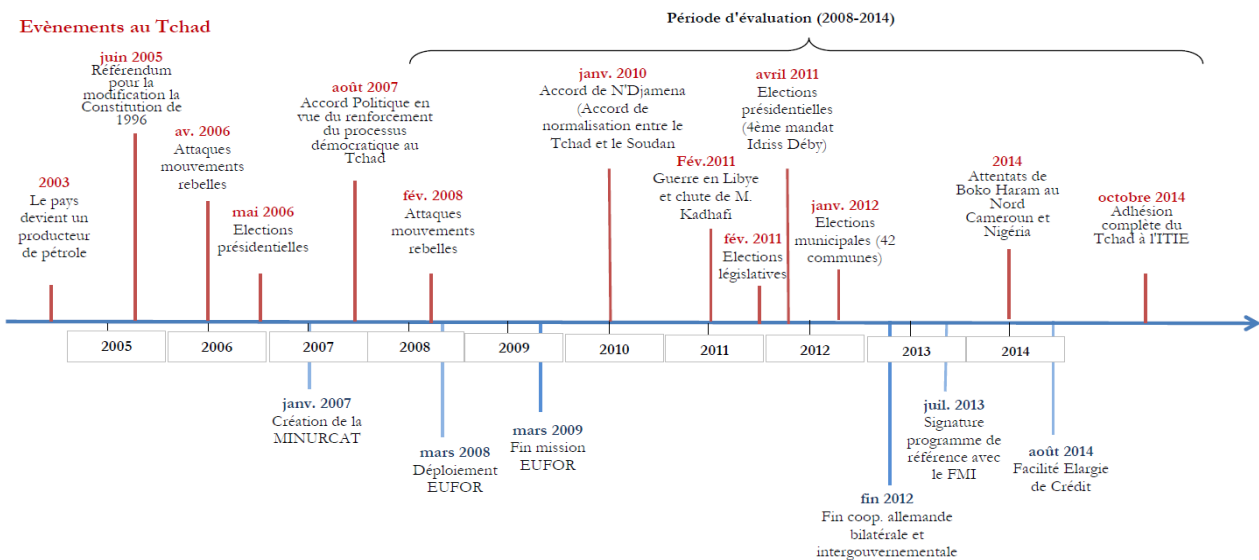 Période d'évaluation (2008-2014)
Evènements au Tchad
juin 2005
Référendum
pour la
modification la
Constitution de
1996
janv. 2010
Accord de N'Djamena
(Accord de
normalisation entre le
Tchad et le Soudan
avril 2011
Elections
présidentielles
(4ème mandat
Idriss Déby)
août 2007
Accord Politique en
vue du renforcement
du processus
démocratique au
Tchad
av. 2006
Attaques
mouvements
rebelles
Fév.2011
Guerre en Libye
et chute de M.
Kadhafi
2014
Attentats de
Boko Haram au
Nord
Cameroun et
Nigéria
2003
Le pays
devient un
producteur
de pétrole
mai 2006
Elections
présidentielles
fév. 2008
Attaques
mouvements
rebelles
fév. 2011
Elections
législatives
janv. 2012
Elections
municipales (42
communes)
octobre 2014
Adhésion
complète du
Tchad à l'ITIE
2005
2006
2007
2008
2009
2010
2011
2012
2013
2014
janv. 2007
Création de la
MINURCAT
mars 2008
Déploiement
EUFOR
mars 2009
Fin mission
EUFOR
fin 2012
Fin coop. allemande
bilatérale et
intergouvernementale
juil. 2013
Signature
programme de
référence avec
le FMI
août 2014
Facilité Elargie
de Crédit